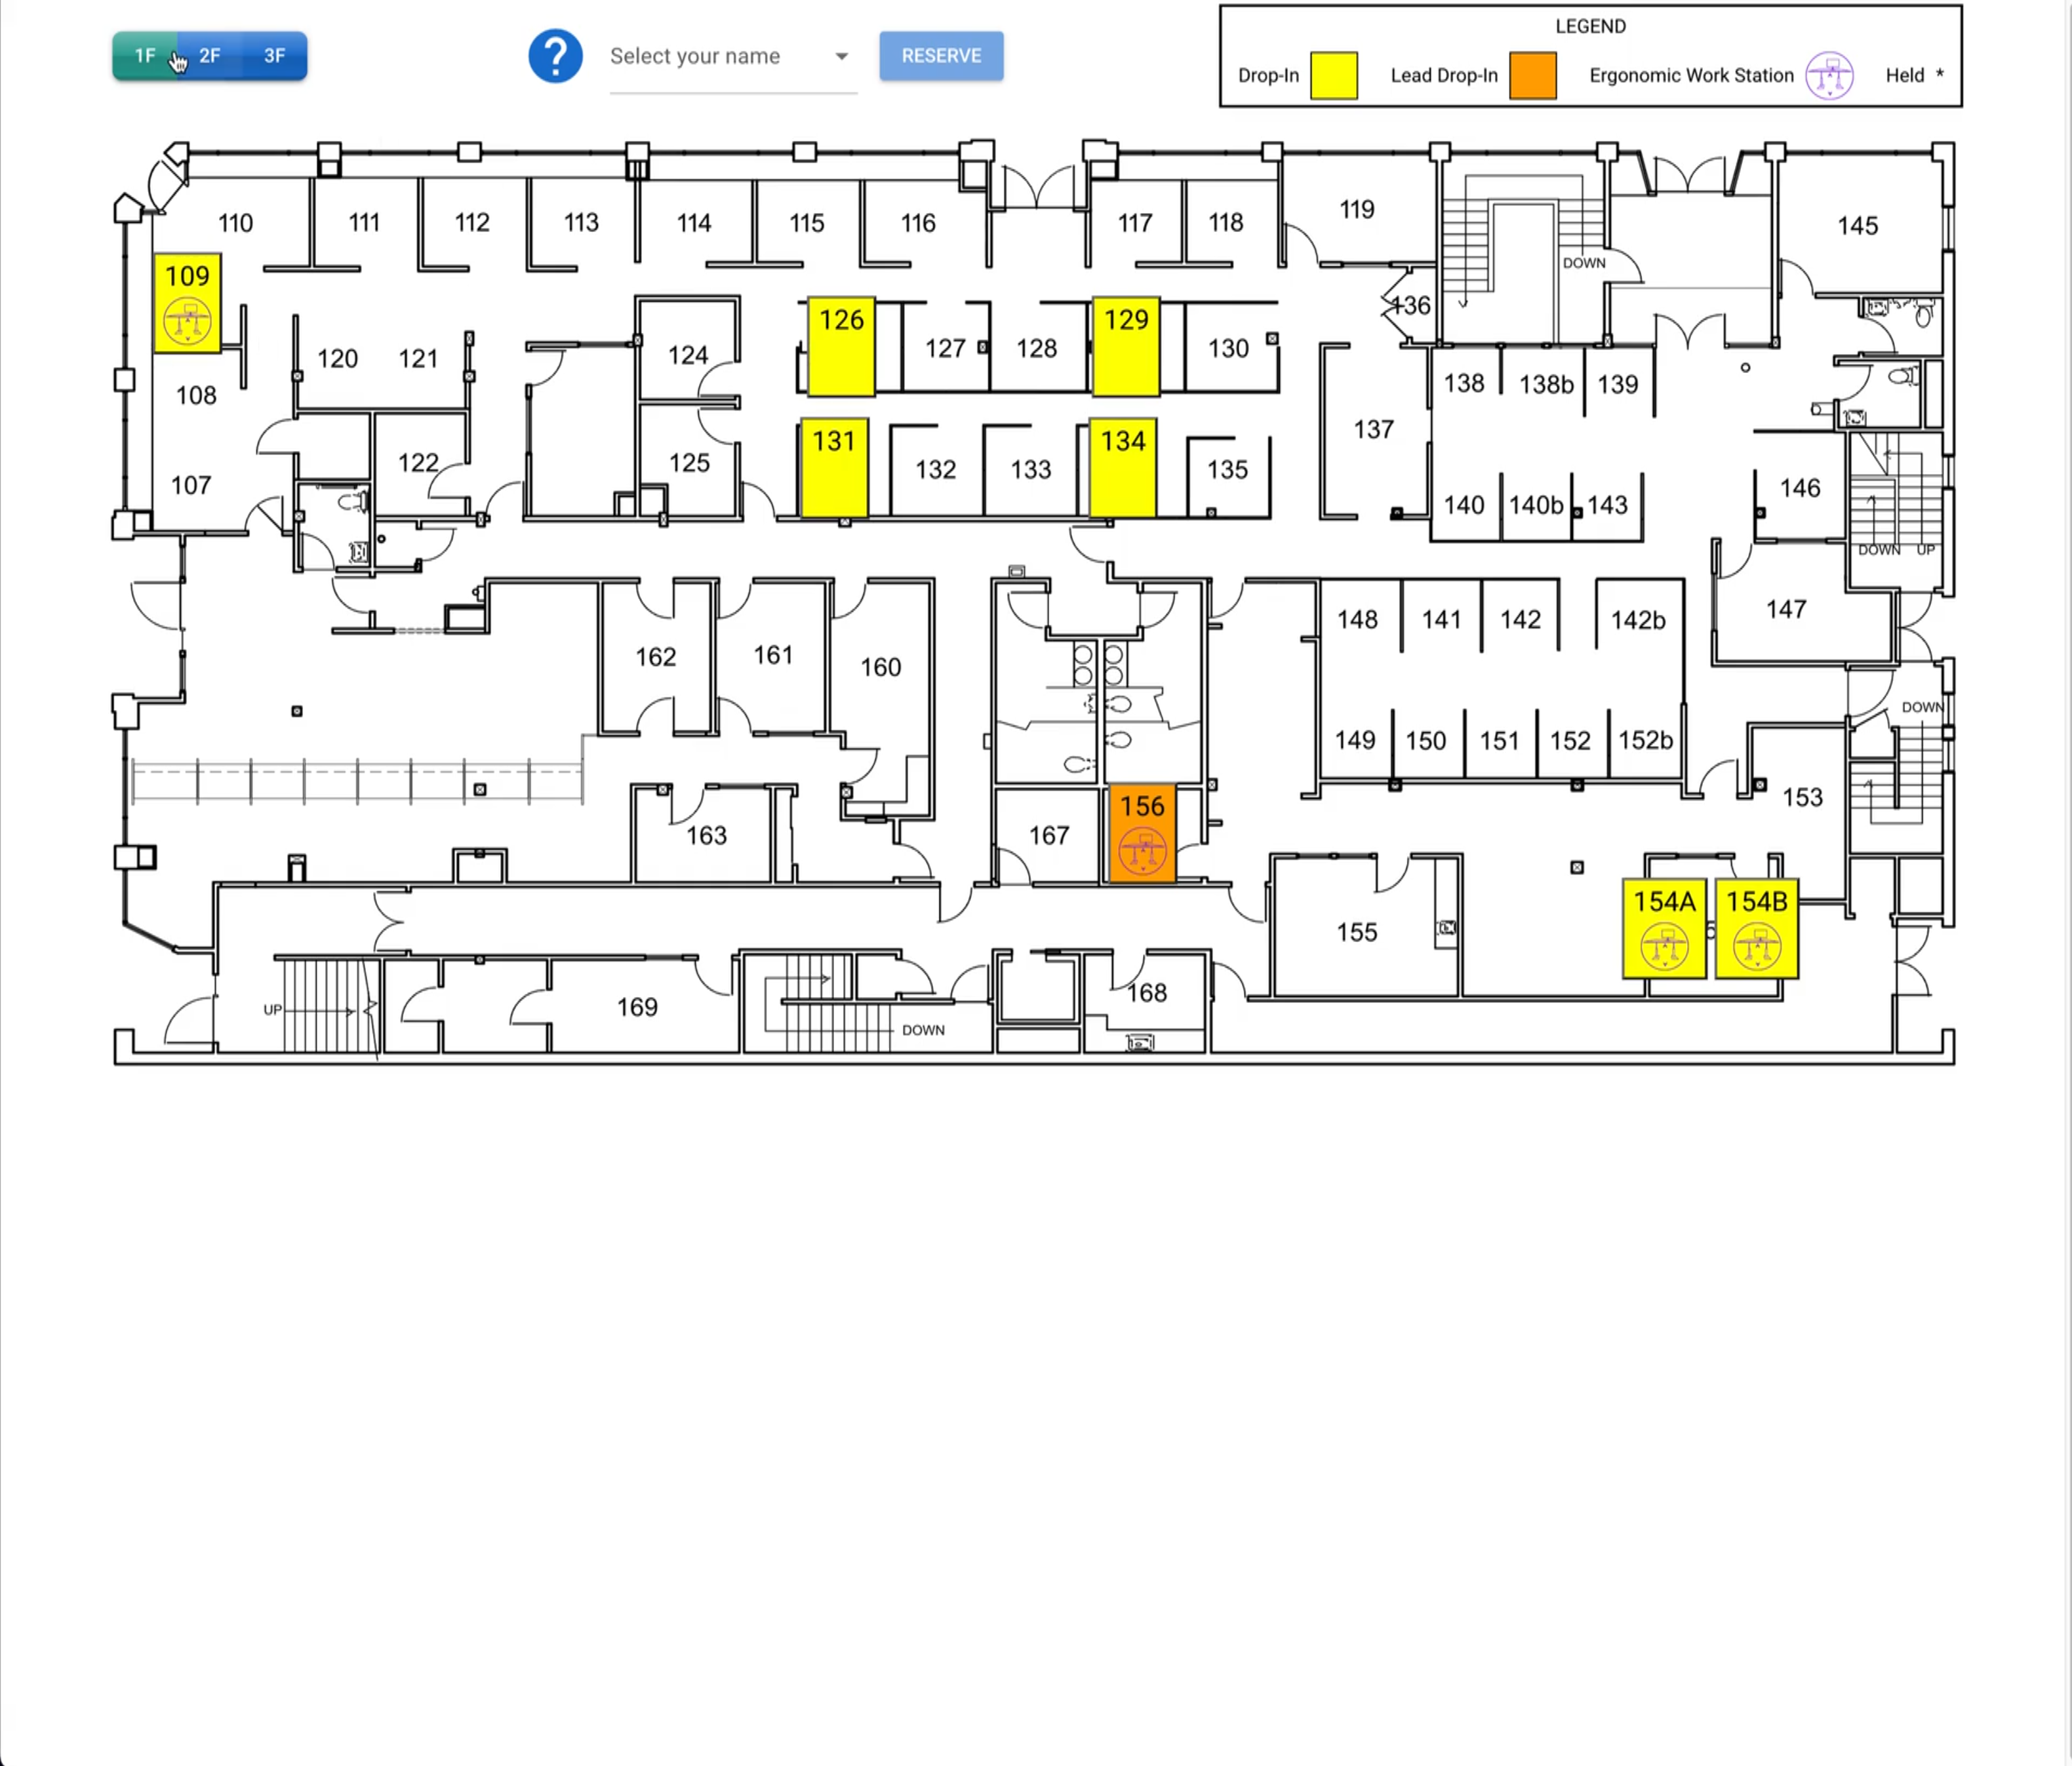 1F 2F 3F
?
Select your name
RESERVE
LEGEND
Drop-In
Lead Drop-In
Ergonomic Work Station
Held *
110 111 112 113 114 115 116 117 118 119 145
DOWN
109
136
126 129
120 121 124 127 128 130
108
138 138b 139
137
131 134
122 125 132 133 135
107
146
140 140b 143
DOWN UP
148 141 142 142b 147
162 161 160
DOWN
149 150 151 152 152b
153
156
163 167
154A 154B
155
168
UP
169
DOWN